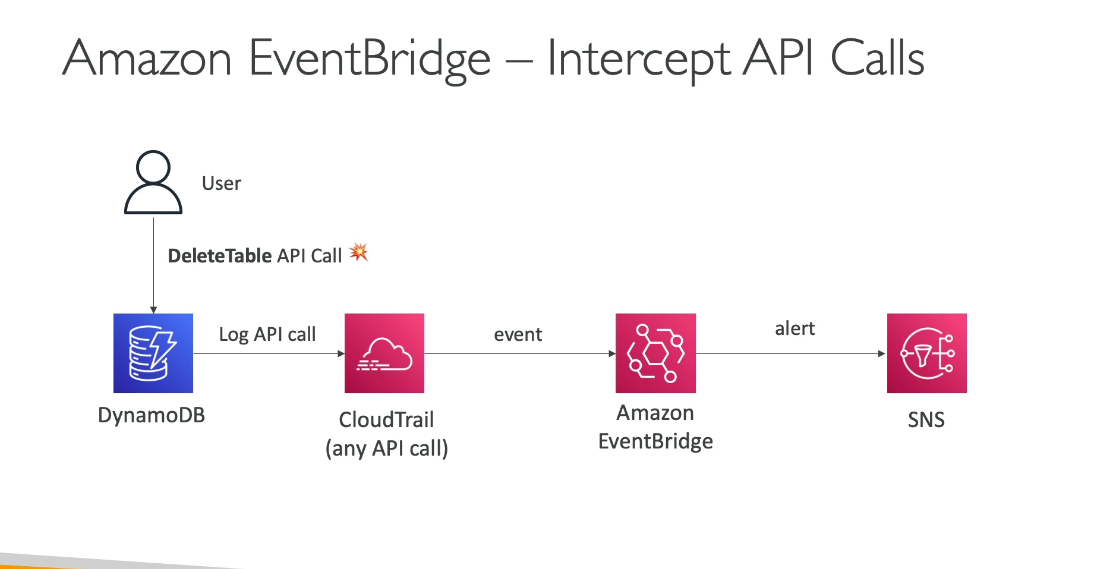 Amazon EventBridge – Intercept API Calls
User
DeleteTable API Call
Log API call
event
alert
DynamoDB
CloudTrail
(any API call)
Amazon
EventBridge
SNS